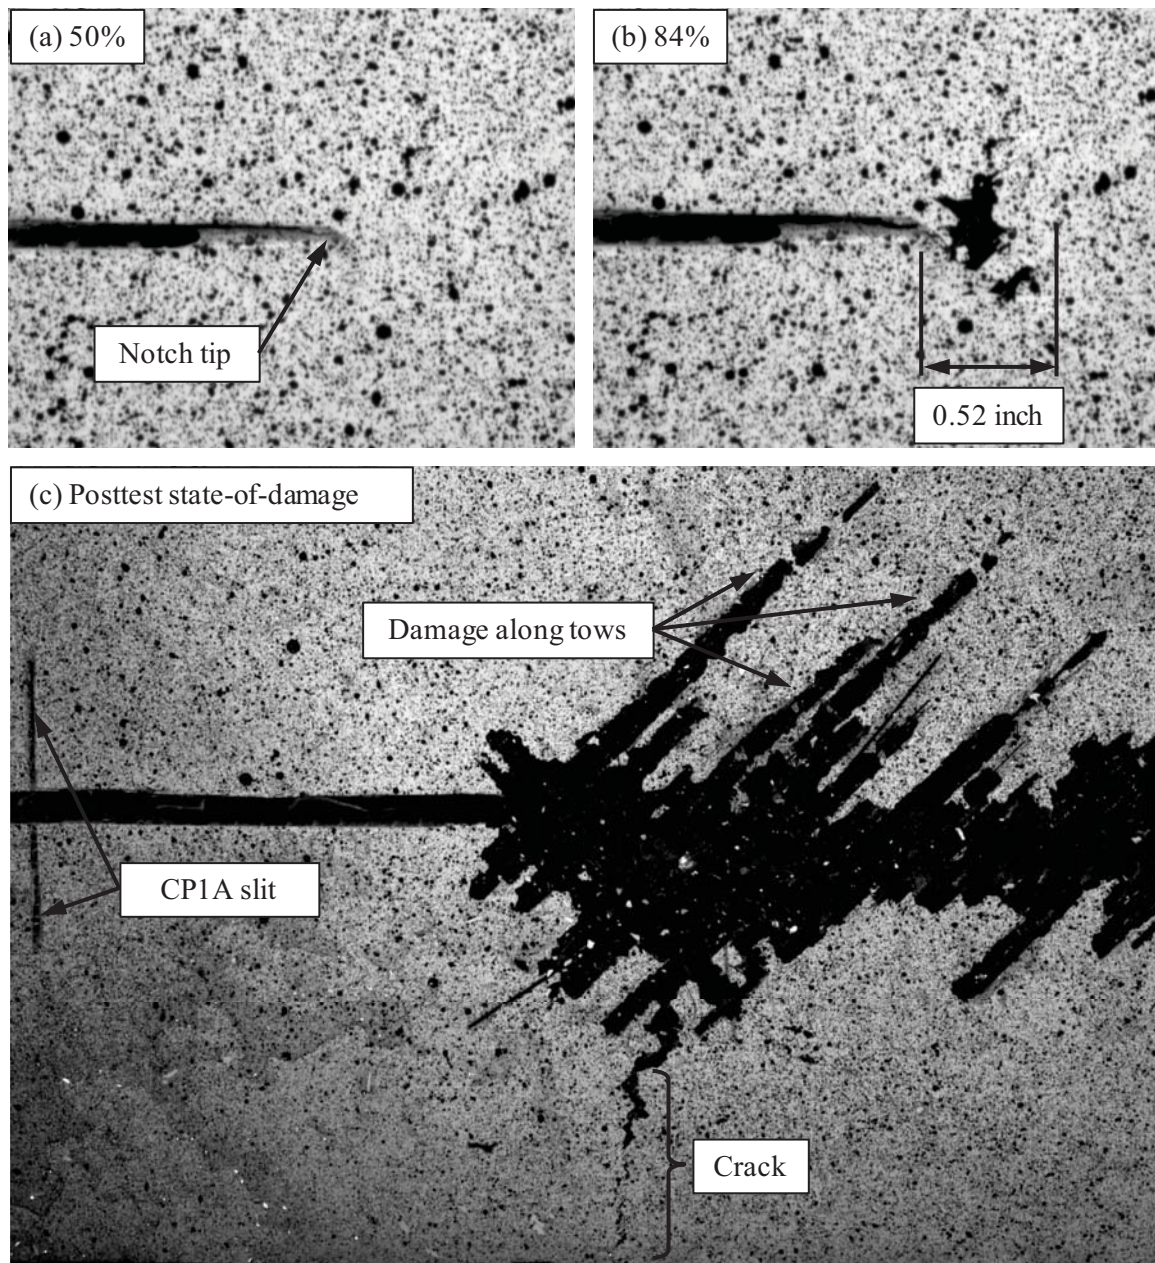 (a) 50%
(b) 84%
Notch tip
0.52 inch
(c) Posttest state-of-damage
Damage along tows
CP1A slit
Crack